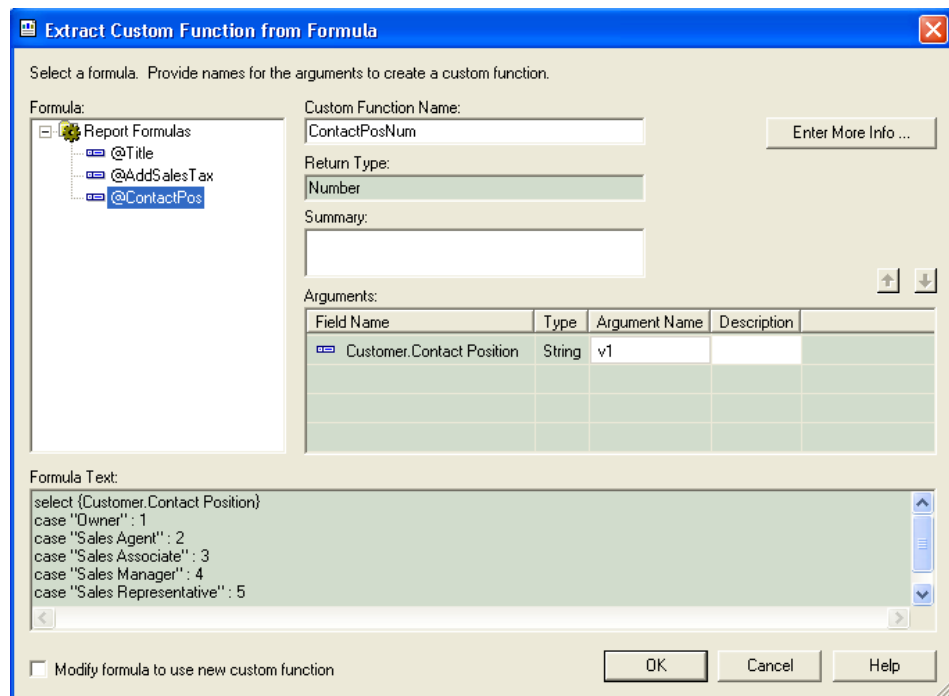 Extract Custom Function from Formula
Select a formula.  Provide names for the arguments to create a custom function.
Formula:
Report Formulas
@Title
@AddSalesTax
@ContactPos
Custom Function Name:
ContactPosNum
Enter More Info ...
Return Type:
Number
Summary:
Arguments:
Field Name Type Argument Name Description
Customer.Contact Position String v1
Formula Text:
select {Customer.Contact Position}
case "Owner" : 1
case "Sales Agent" : 2
case "Sales Associate" : 3
case "Sales Manager" : 4
case "Sales Representative" : 5
Modify formula to use new custom function
OK Cancel Help